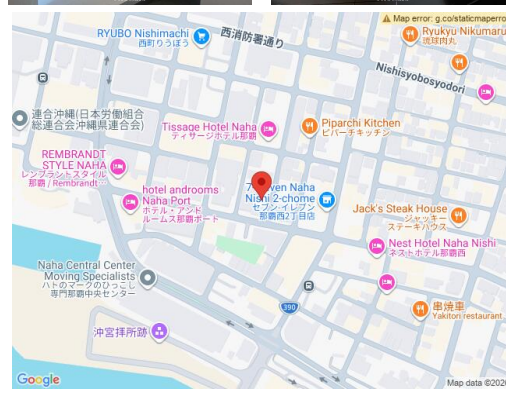 Map error: g.co/staticmaperro
RYUBO Nishimachi
西町りうぼう
西消防署通り
Ryukyu Nikumaru
琉球肉丸
Nishisyobosyodori
連合沖縄(日本労働組合
総連合会沖縄県連合会)
Tissage Hotel Naha
ティサージホテル那覇
Piparchi Kitchen
ピパーチキッチン
REMBRANDT
STYLE NAHA
レンブラントスタイル
那覇 / Rembrandt...
hotel androoms
Naha Port
ホテル・アンド
ルームス那覇ポート
7-Eleven Naha
Nishi 2-chome
セブン-イレブン
那覇西2丁目店
Jack's Steak House
ジャッキー
ステーキハウス
Nest Hotel Naha Nishi
ネストホテル那覇西
Naha Central Center
Moving Specialists
ハトのマークのひっこし
専門那覇中央センター
390
串焼車
Yakitori restaurant
沖宮拝所跡
Google
Map data ©2026